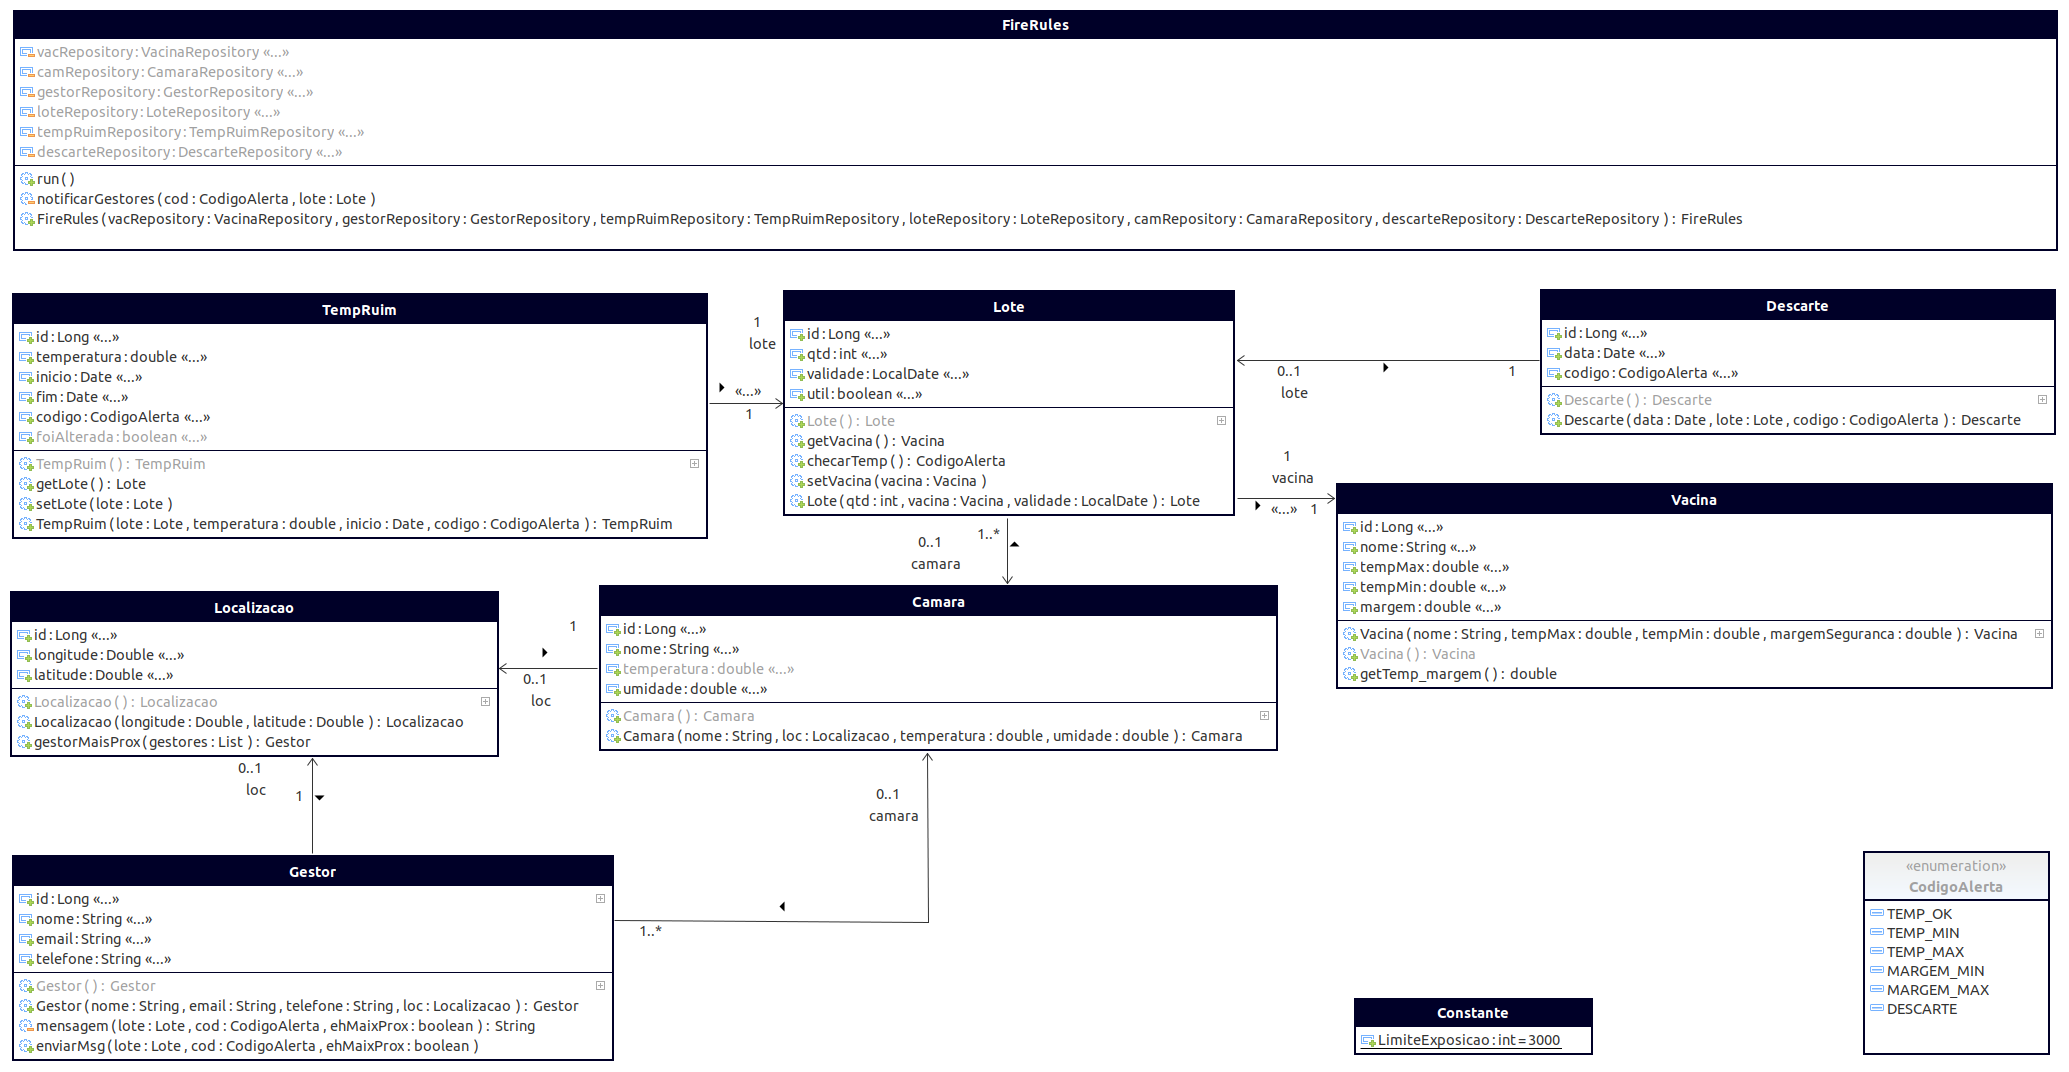 FireRules
vacRepository:VacinaRepository «...»
camRepository:CamaraRepository «...»
gestorRepository:GestorRepository «...»
loteRepository:LoteRepository «...»
tempRuimRepository:TempRuimRepository «...»
descarteRepository:DescarteRepository «...»
run()
notificarGestores(cod:CodigoAlerta,lote:Lote)
FireRules(vacRepository:VacinaRepository,gestorRepository:GestorRepository,tempRuimRepository:TempRuimRepository,loteRepository:LoteRepository,camRepository:CamaraRepository,descarteRepository:DescarteRepository): FireRules
TempRuim
id:Long «...»
temperatura:double «...»
inicio:Date «...»
fim:Date «...»
codigo:CodigoAlerta «...»
foiAlterada:boolean «...»
TempRuim(): TempRuim
getLote(): Lote
setLote(lote:Lote)
TempRuim(lote:Lote,temperatura:double,inicio:Date,codigo:CodigoAlerta): TempRuim
1
lote
«...»
1
Lote
id:Long «...»
qtd:int «...»
validade:LocalDate «...»
util:boolean «...»
Lote(): Lote
getVacina(): Vacina
checarTemp(): CodigoAlerta
setVacina(vacina:Vacina)
Lote(qtd:int,vacina:Vacina,validade:LocalDate): Lote
0..1
lote
1
Descarte
id:Long «...»
data:Date «...»
codigo:CodigoAlerta «...»
Descarte(): Descarte
Descarte(data:Date,lote:Lote,codigo:CodigoAlerta): Descarte
1
vacina
«...» 1
Vacina
id:Long «...»
nome:String «...»
tempMax:double «...»
tempMin:double «...»
margem:double «...»
Vacina(nome:String,tempMax:double,tempMin:double,margemSeguranca:double): Vacina
Vacina(): Vacina
getTemp_margem(): double
1..*
0..1
camara
Localizacao
id:Long «...»
longitude:Double «...»
latitude:Double «...»
Localizacao(): Localizacao
Localizacao(longitude:Double,latitude:Double): Localizacao
gestorMaisProx(gestores:List): Gestor
1
0..1
loc
Camara
id:Long «...»
nome:String «...»
temperatura:double «...»
umidade:double «...»
Camara(): Camara
Camara(nome:String,loc:Localizacao,temperatura:double,umidade:double): Camara
0..1
loc
1
0..1
camara
1..*
Gestor
id:Long «...»
nome:String «...»
email:String «...»
telefone:String «...»
Gestor(): Gestor
Gestor(nome:String,email:String,telefone:String,loc:Localizacao): Gestor
mensagem(lote:Lote,cod:CodigoAlerta,ehMaixProx:boolean): String
enviarMsg(lote:Lote,cod:CodigoAlerta,ehMaixProx:boolean)
Constante
LimiteExposicao:int=3000
«enumeration»
CodigoAlerta
TEMP_OK
TEMP_MIN
TEMP_MAX
MARGEM_MIN
MARGEM_MAX
DESCARTE